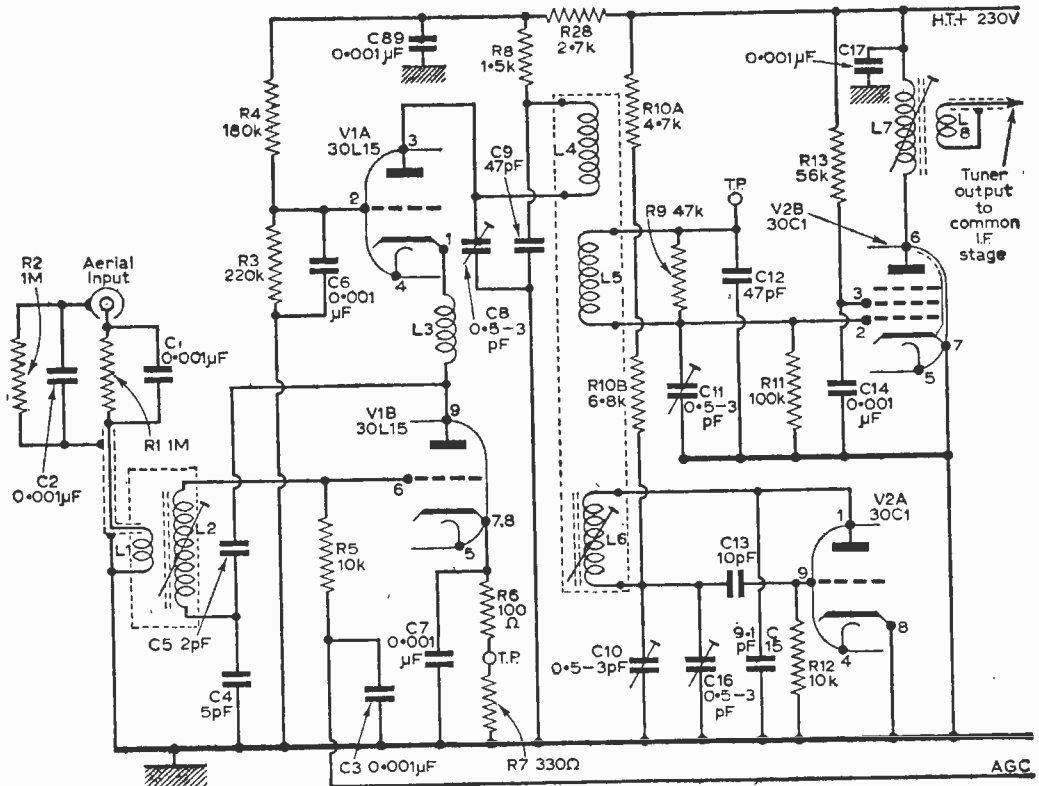 C89
0·001μF
R28
2·7k
R8
1·5k
H.T.+ 230V
C17
0·001μF
R4
180k
V1A
30L15
3
C9
47pF
L4
R10A
4·7k
L7
L8
R13
56k
Tuner
output
to
common
I.F.
stage
T.P.
R9 47k
V2B
30C1
2
1
4
6
R2
1M
Aerial
Input
R3
220k
C6
0·001
μF
L3
C8
0·5–3
pF
L5
C12
47pF
3
2
7
5
C1
0·001μF
R10B
6·8k
C11
0·5–3
pF
R11
100k
C14
0·001
μF
V1B
30L15
9
R1 1M
C2
0·001μF
6
7,8
5
L1
L2
R5
10k
L6
C13
10pF
1
V2A
30C1
9
C5 2pF
R6
100
Ω
C7
0·001
μF
T.P.
C10
0·5–3pF
C16
0·5–3
pF
9·1
pF
C15
R12
10k
8
4
C4
5pF
C3 0·001μF
R7 330Ω
AGC